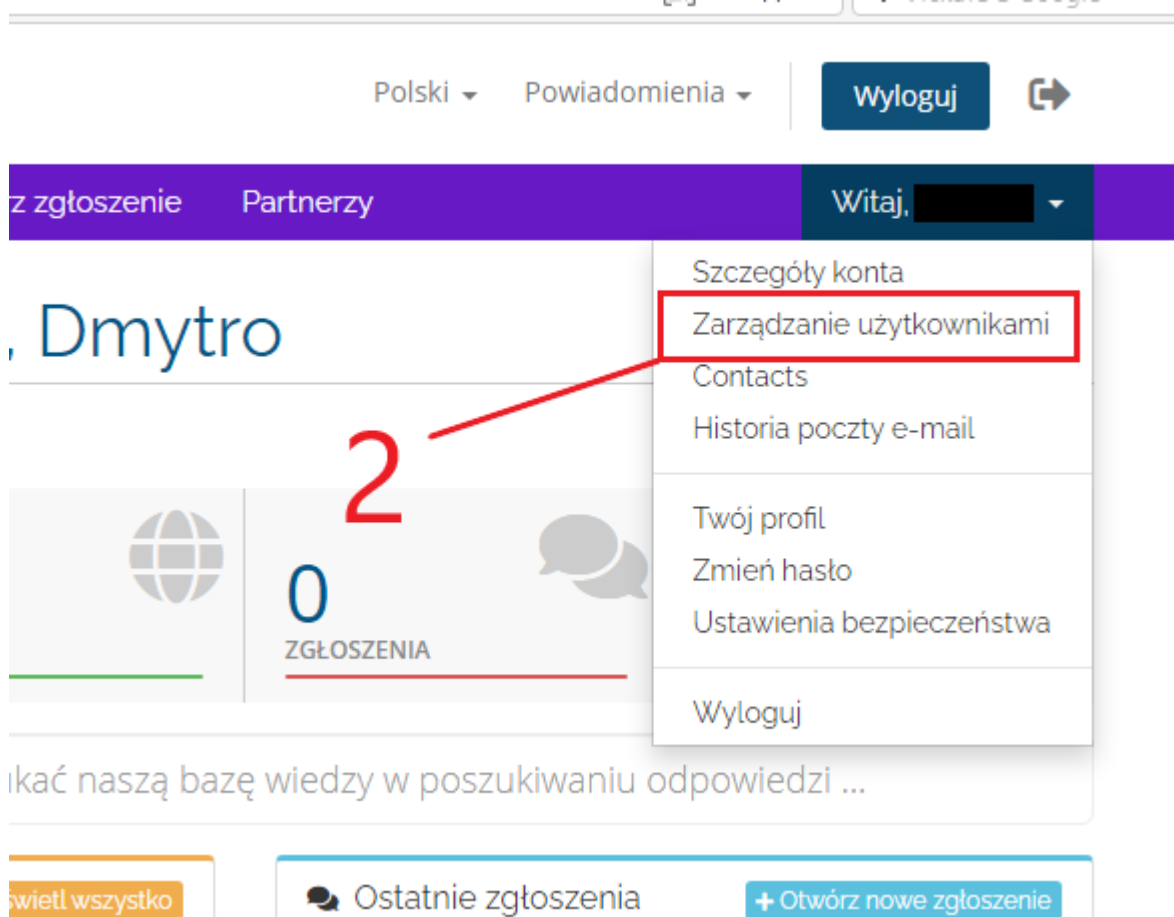 Polski
Powiadomienia
Wyloguj
z zgłoszenie
Partnerzy
Witaj,
, Dmytro
Szczegóły konta
Zarządzanie użytkownikami
Contacts
Historia poczty e-mail
Twój profil
Zmień hasło
Ustawienia bezpieczeństwa
Wyloguj
2
0
ZGŁOSZENIA
kać naszą bazę wiedzy w poszukiwaniu odpowiedzi ...
świetl wszystko
Ostatnie zgłoszenia
+ Otwórz nowe zgłoszenie